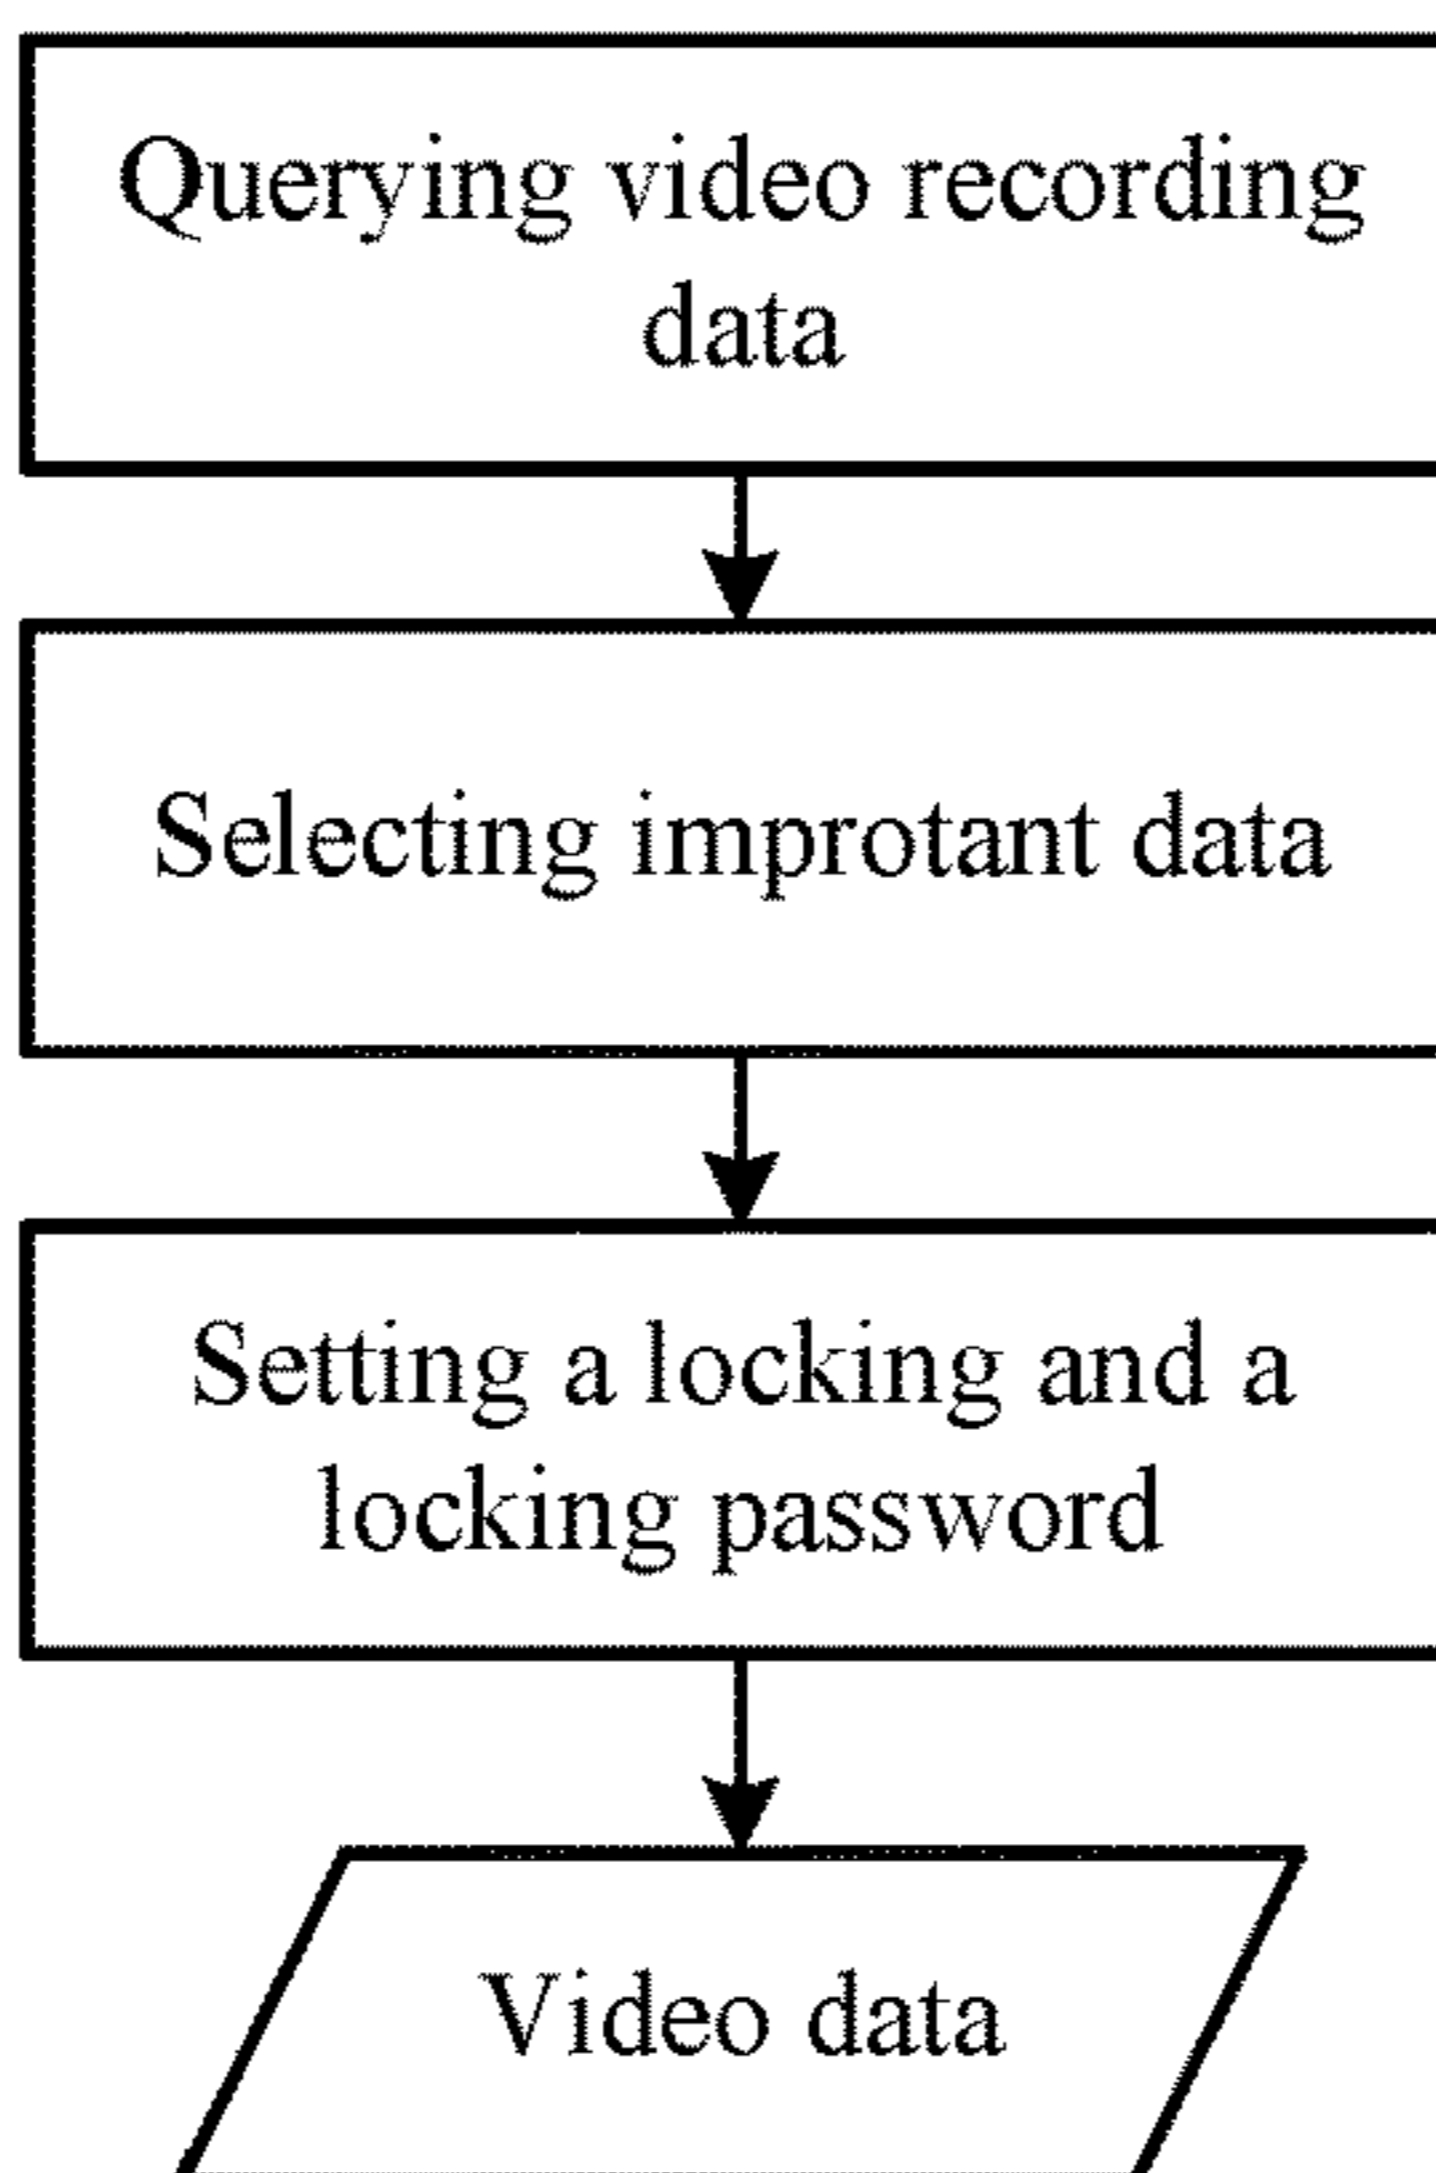 Querying video recording
data
Selecting improtant data
Setting a locking and a
locking password
Video data